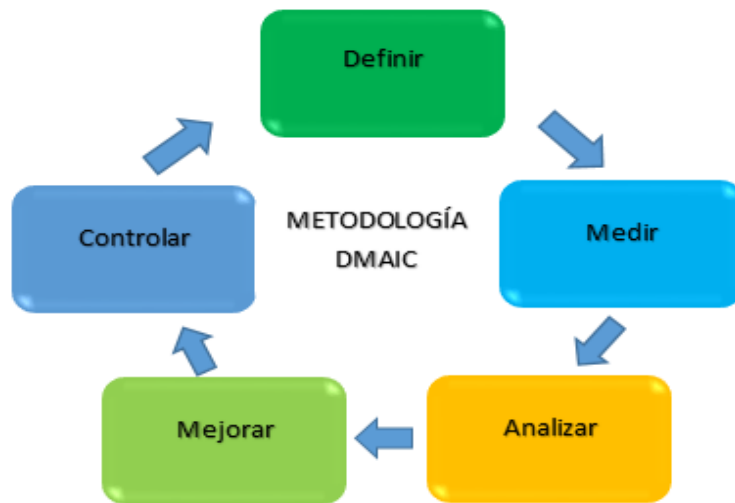 Definir
Controlar
METODOLOGÍA
DMAIC
Medir
Mejorar
Analizar